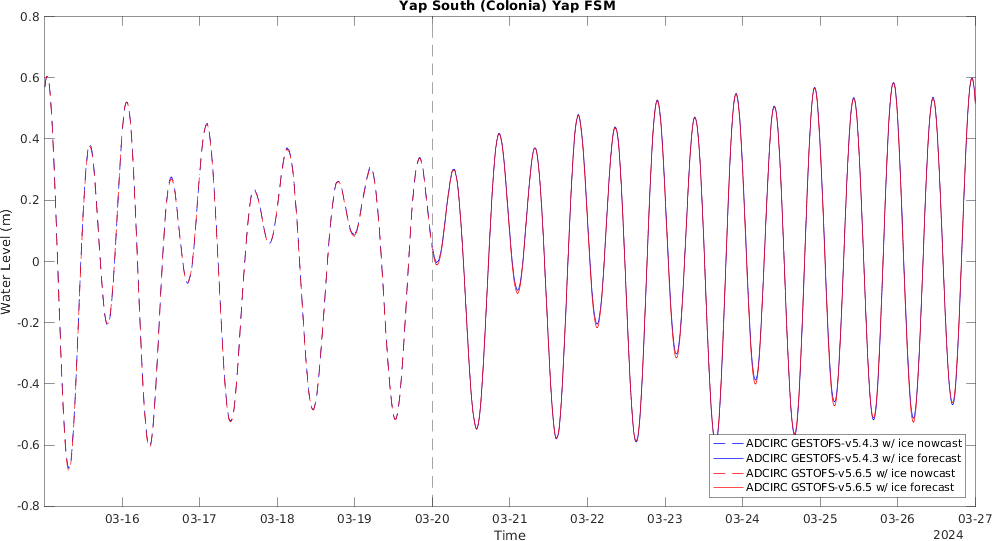 Yap South (Colonia) Yap FSM
0.8
0.6
0.4
0.2
0
-0.2
-0.4
-0.6
-0.8
Water Level (m)
ADCIRC GESTOFS-v5.4.3 w/ ice nowcast
ADCIRC GESTOFS-v5.4.3 w/ ice forecast
ADCIRC GSTOFS-v5.6.5 w/ ice nowcast
ADCIRC GSTOFS-v5.6.5 w/ ice forecast
03-16 03-17 03-18 03-19 03-20 03-21 03-22 03-23 03-24 03-25 03-26 03-27
Time
2024